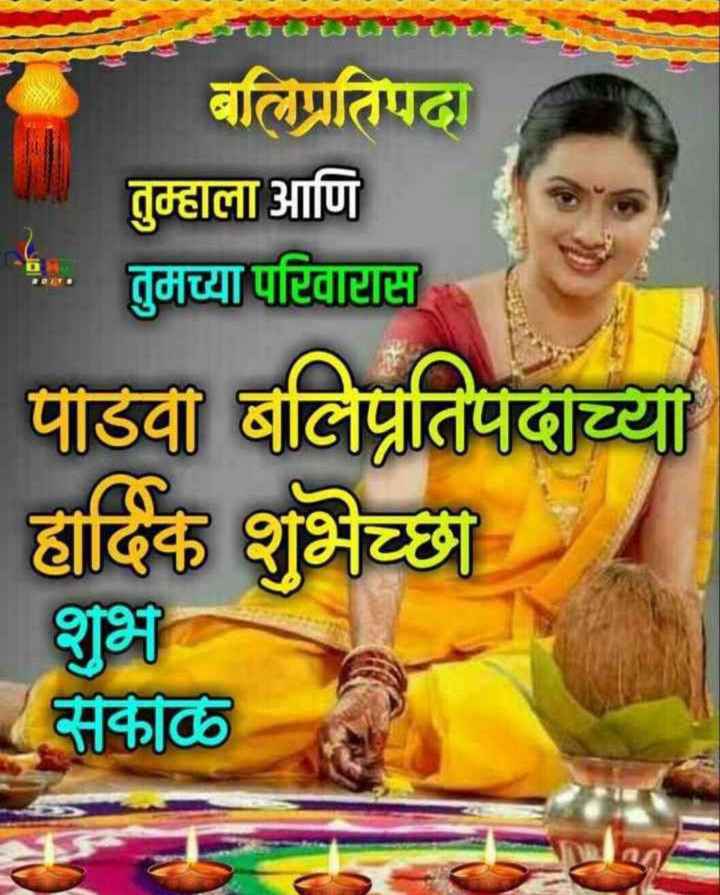 बलिप्रतिपदा
तुम्हाला आणि
तुमच्या परिवारास
पाडवा बलिप्रतिपदाच्या
हार्दिक शुभेच्छा
शुभ
सकाळ